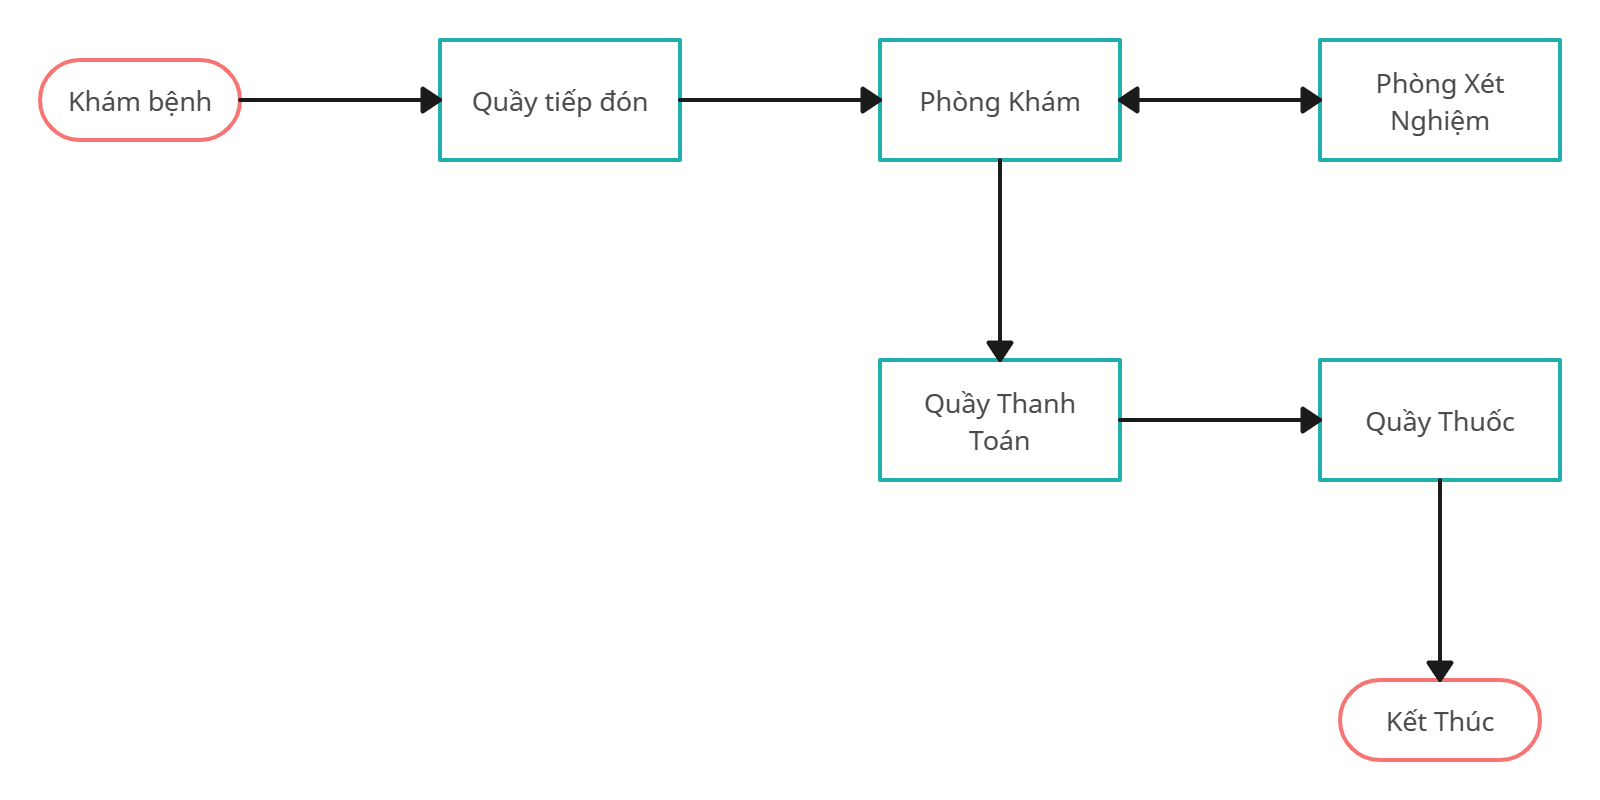 Khám bệnh
Quầy tiếp đón
Phòng Khám
Phòng Xét
Nghiệm
Quầy Thanh
Toán
Quầy Thuốc
Kết Thúc